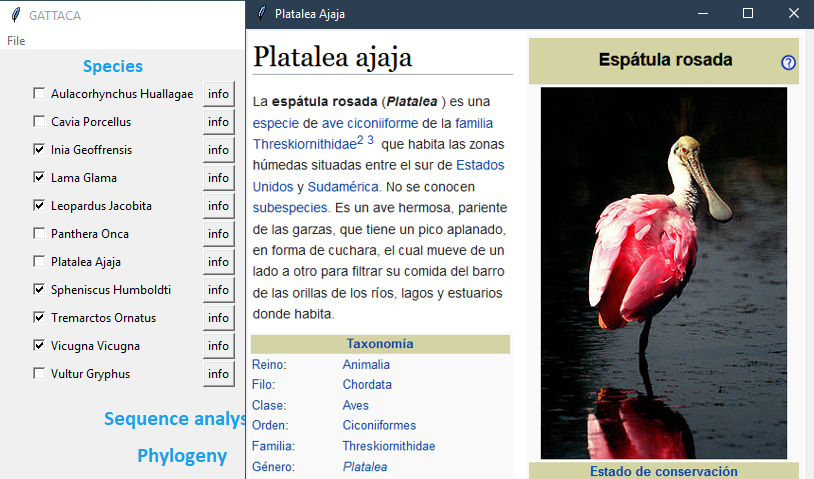 GATTACA
File
Species
Aulacorhynchus Huallagae info
Cavia Porcellus info
Inia Geoffrensis info
Lama Glama info
Leopardus Jacobita info
Panthera Onca info
Platalea Ajaja info
Spheniscus Humboldti info
Tremarctos Ornatus info
Vicugna Vicugna info
Vultur Gryphus info
Sequence analys
Phylogeny
Platalea Ajaja
Platalea ajaja
La espátula rosada (Platalea ) es una
especie de ave ciconiiforme de la familia
Threskiornithidae2 3 que habita las zonas
húmedas situadas entre el sur de Estados
Unidos y Sudamérica. No se conocen
subespecies. Es un ave hermosa, pariente
de las garzas, que tiene un pico aplanado,
en forma de cuchara, el cual mueve de un
lado a otro para filtrar su comida del barro
de las orillas de los ríos, lagos y estuarios
donde habita.
Taxonomía
Reino: Animalia
Filo: Chordata
Clase: Aves
Orden: Ciconiiformes
Familia: Threskiornithidae
Género: Platalea
Espátula rosada ?
Estado de conservación